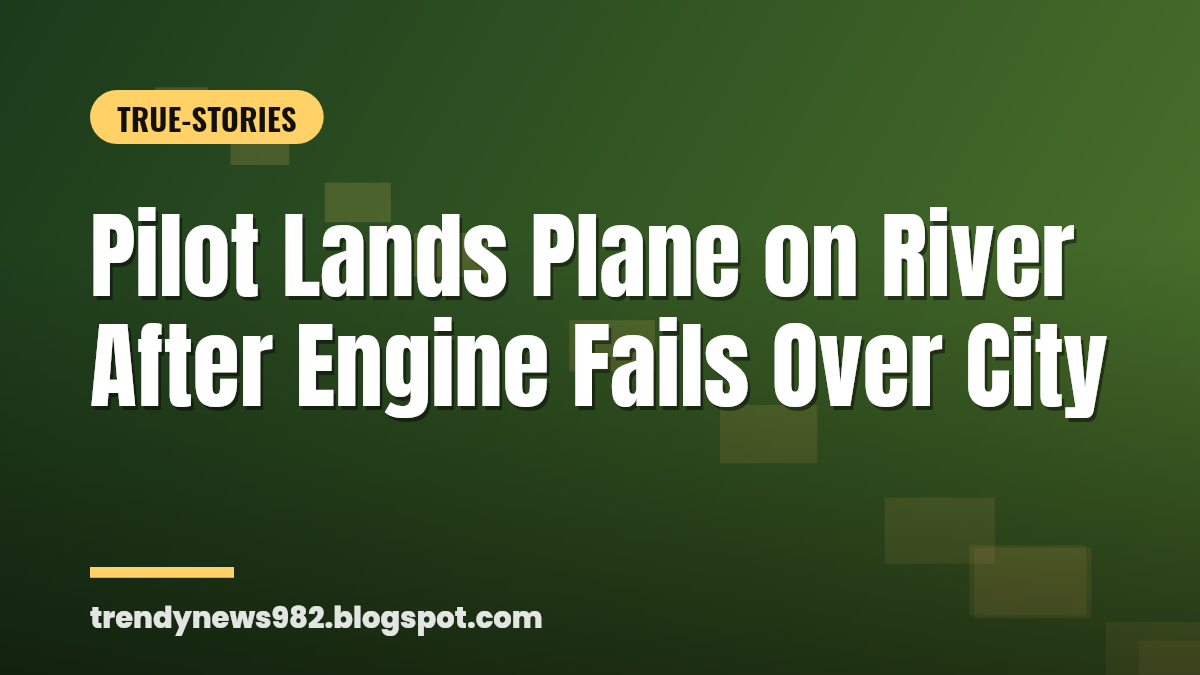 TRUE-STORIES
Pilot Lands Plane on River
After Engine Fails Over City
trendynews982.blogspot.com